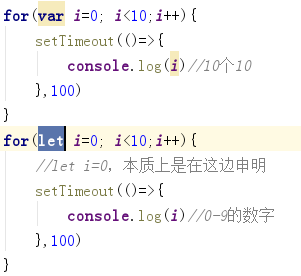 for(var i=0; i<10;i++){
setTimeout(()=>{
console.log(i)//10个10
},100)
}
for(let i=0; i<10;i++){
//let i=0，本质上是在这边申明
setTimeout(()=>{
console.log(i)//0-9的数字
},100)
}